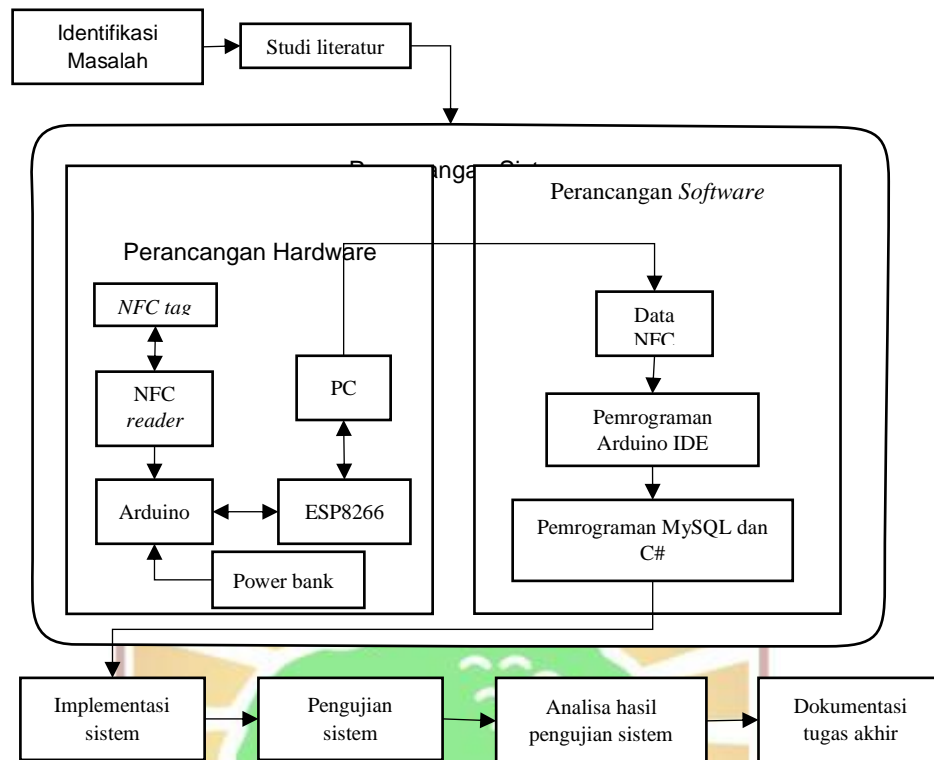 Identifikasi
Masalah
Studi literatur
Perancangan Hardware
NFC tag
NFC
reader
Arduino
PC
ESP8266
Power bank
Perancangan Software
Data
NFC
Pemrograman
Arduino IDE
Pemrograman MySQL dan
C#
Implementasi
sistem
Pengujian
sistem
Analisa hasil
pengujian sistem
Dokumentasi
tugas akhir